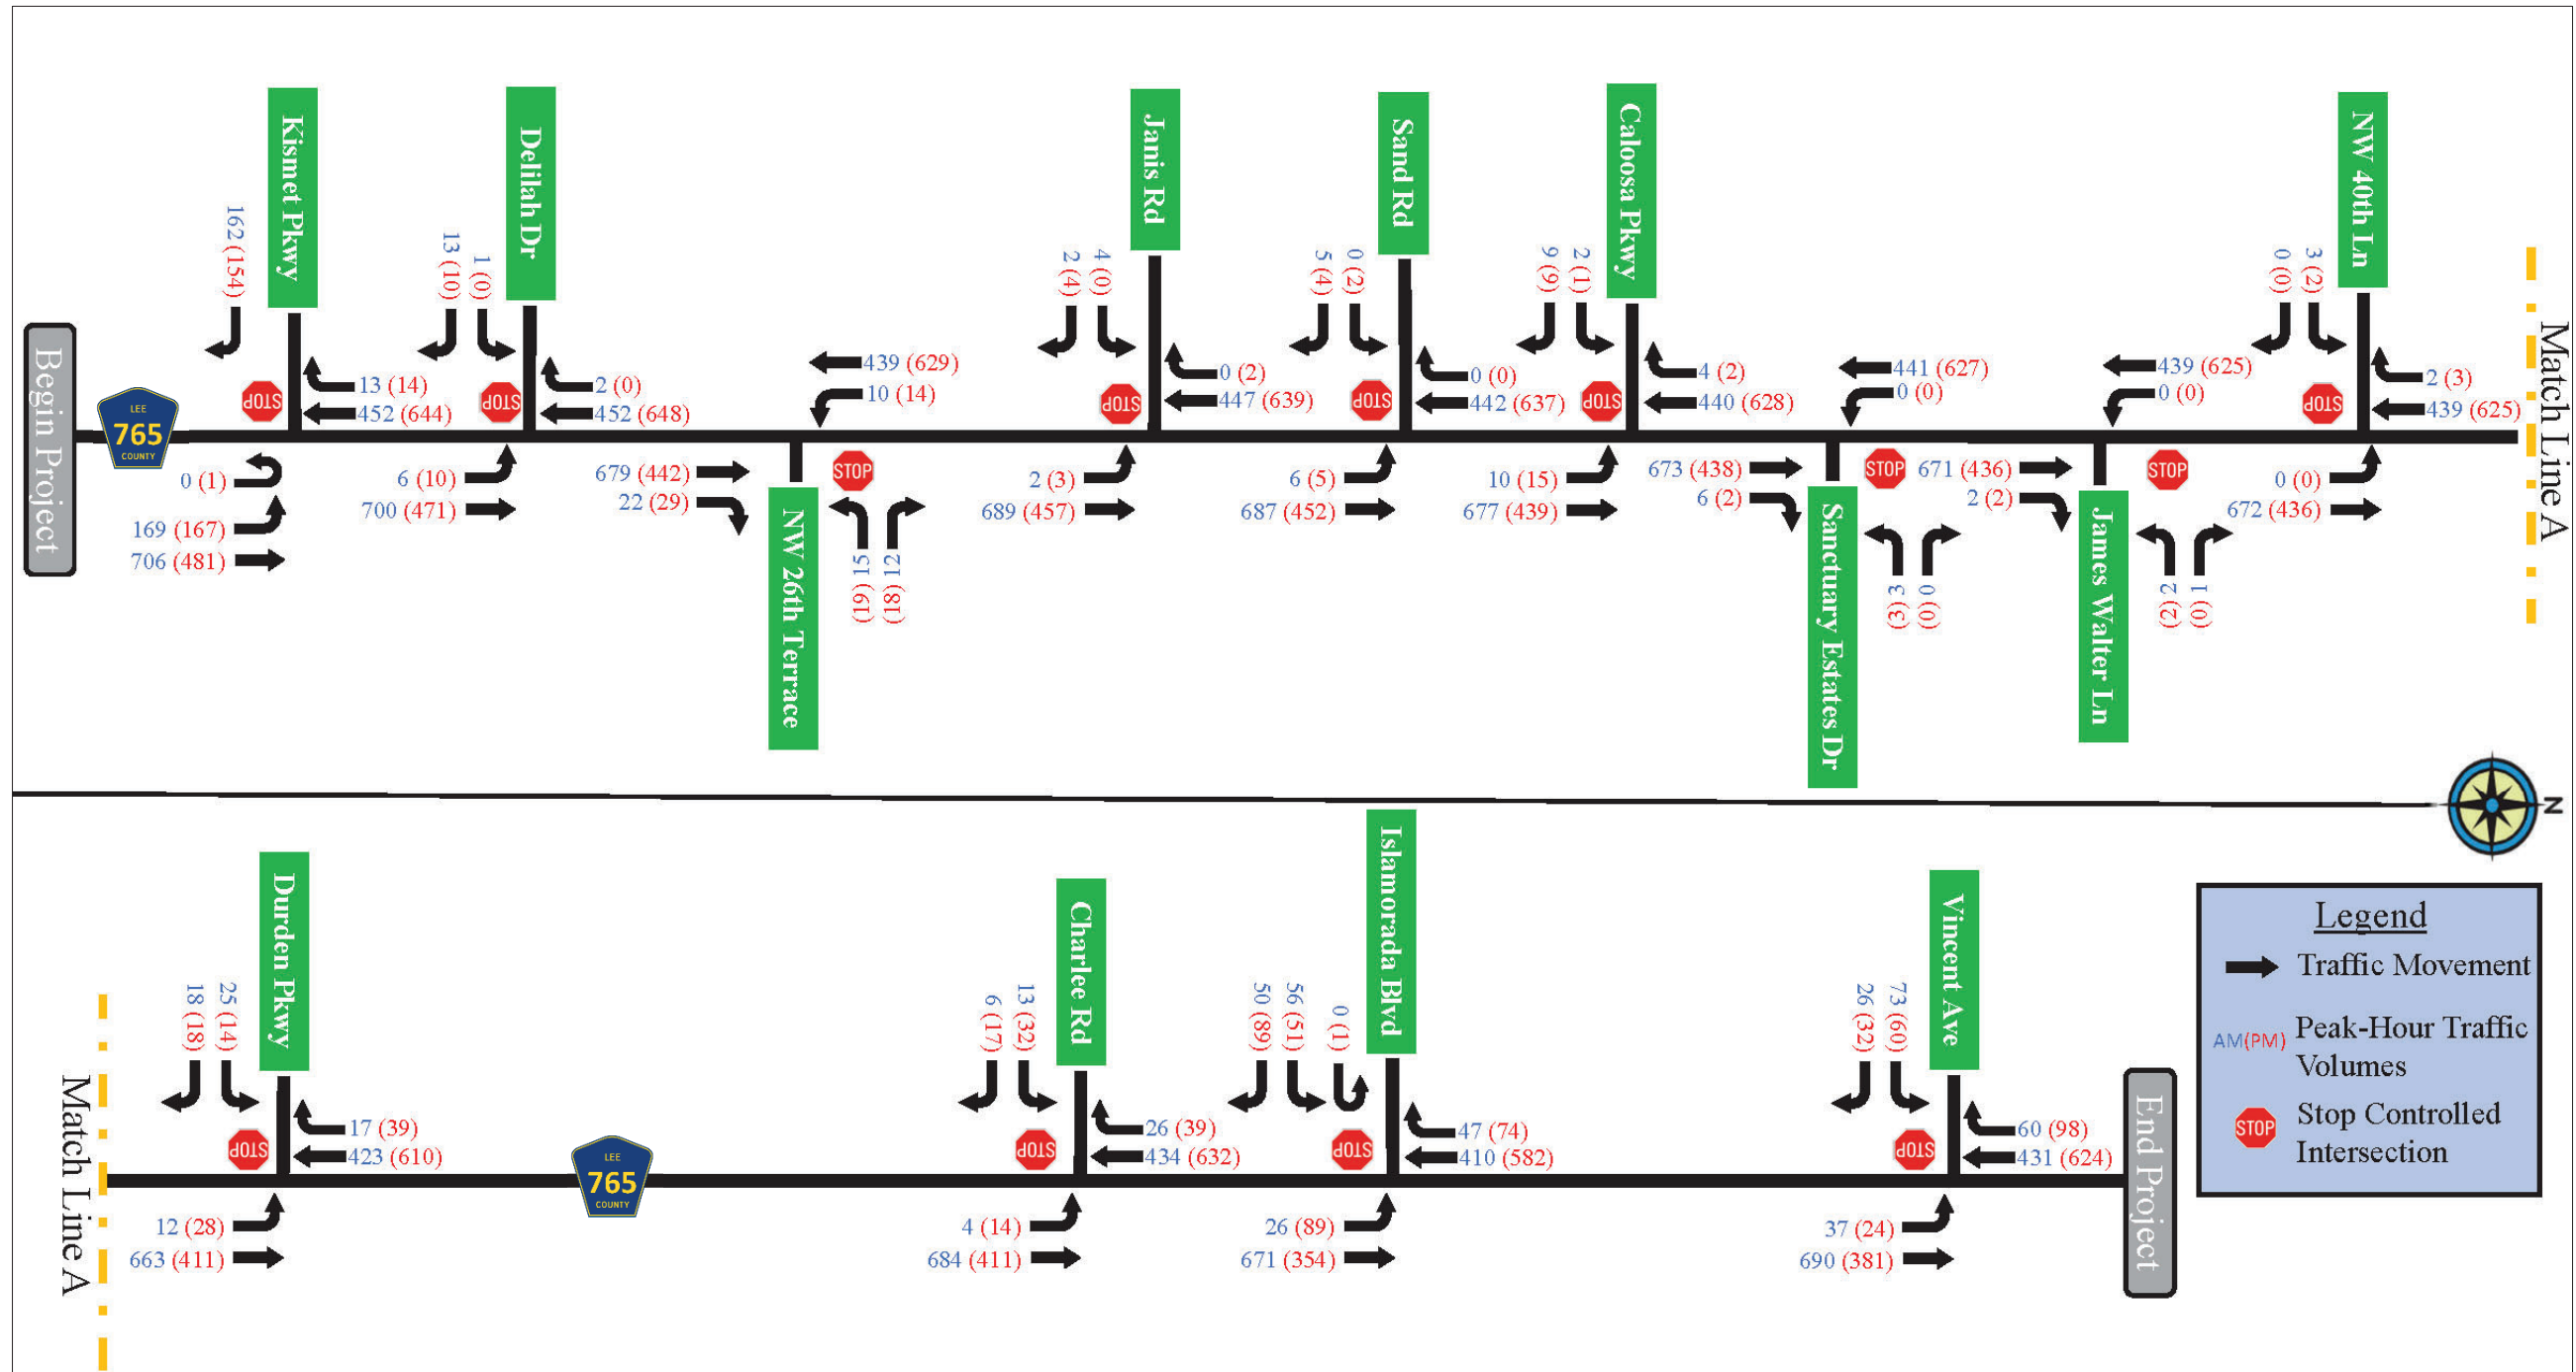 Kismet Pkwy
Delilah Dr
Janis Rd
Sand Rd
Caloosa Pkwy
NW 40th Ln
162 (154)
13 (10)
1 (0)
2 (4)
4 (0)
5 (4)
0 (2)
9 (9)
2 (1)
0 (0)
3 (2)
Begin Project
LEE
765
COUNTY
STOP
13 (14)
452 (644)
STOP
2 (0)
452 (648)
439 (629)
10 (14)
STOP
0 (2)
447 (639)
STOP
0 (0)
442 (637)
STOP
4 (2)
440 (628)
441 (627)
0 (0)
439 (625)
0 (0)
STOP
2 (3)
439 (625)
Match Line A
0 (1)
169 (167)
706 (481)
6 (10)
700 (471)
679 (442)
22 (29)
STOP
NW 26th Terrace
(19) 15
(18) 12
2 (3)
689 (457)
6 (5)
687 (452)
10 (15)
677 (439)
673 (438)
6 (2)
STOP
Sanctuary Estates Dr
(3) 3
(0) 0
671 (436)
2 (2)
STOP
James Walter Ln
(2) 2
(0) 1
0 (0)
672 (436)
N
Match Line A
Durden Pkwy
18 (18)
25 (14)
STOP
17 (39)
423 (610)
12 (28)
663 (411)
LEE
765
COUNTY
Charlee Rd
6 (17)
13 (32)
STOP
26 (39)
434 (632)
4 (14)
684 (411)
Islamorada Blvd
50 (89)
56 (51)
0 (1)
STOP
47 (74)
410 (582)
26 (89)
671 (354)
Vincent Ave
26 (32)
73 (60)
STOP
60 (98)
431 (624)
37 (24)
690 (381)
End Project
Legend
Traffic Movement
AM(PM) Peak-Hour Traffic
Volumes
STOP Stop Controlled
Intersection